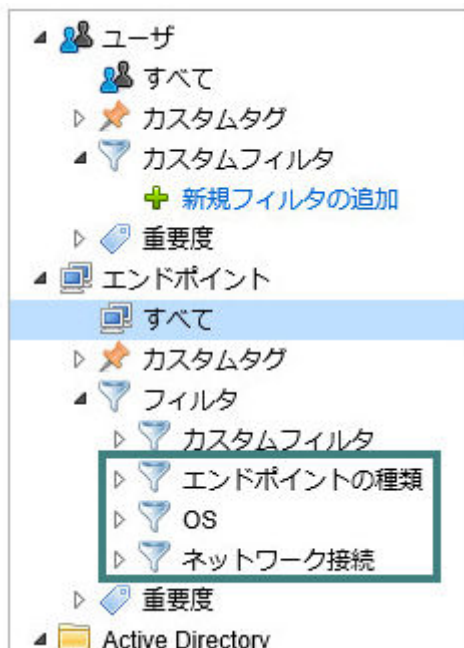 ユーザ
すべて
カスタムタグ
カスタムフィルタ
新規フィルタの追加
重要度
エンドポイント
すべて
カスタムタグ
フィルタ
カスタムフィルタ
エンドポイントの種類
OS
ネットワーク接続
重要度
Active Directory